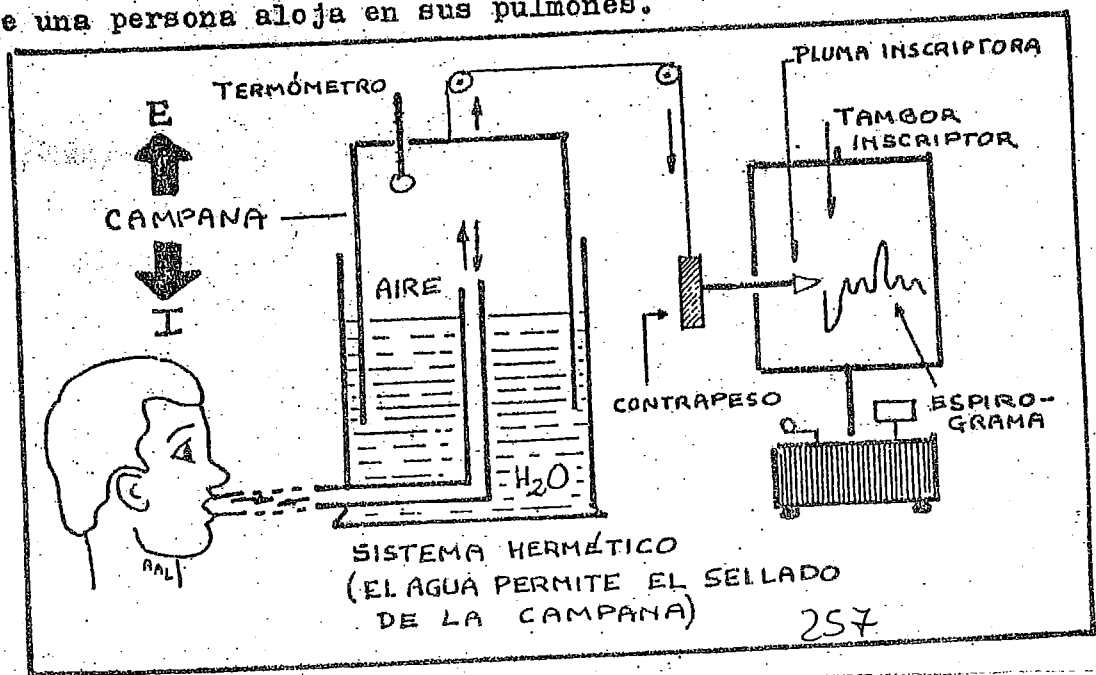 e una persona aloja en sus pulmones.
PLUMA INSCRIPTORA
TERMÓMETRO
TAMBOR
INSCRIPTOR
E
CAMPANA
I
AIRE
CONTRAPESO
ESPIRO-
GRAMA
H₂O
AAL
SISTEMA HERMÉTICO
(EL AGUA PERMITE EL SELLADO
DE LA CAMPANA)
257